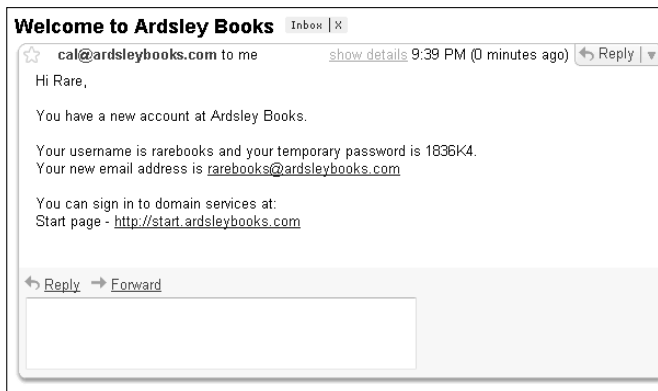 Welcome to Ardsley Books Inbox | X
cal@ardsleybooks.com to me show details 9:39 PM (0 minutes ago) Reply
Hi Rare,
You have a new account at Ardsley Books.
Your username is rarebooks and your temporary password is 1836K4.
Your new email address is rarebooks@ardsleybooks.com
You can sign in to domain services at:
Start page - http://start.ardsleybooks.com
Reply Forward